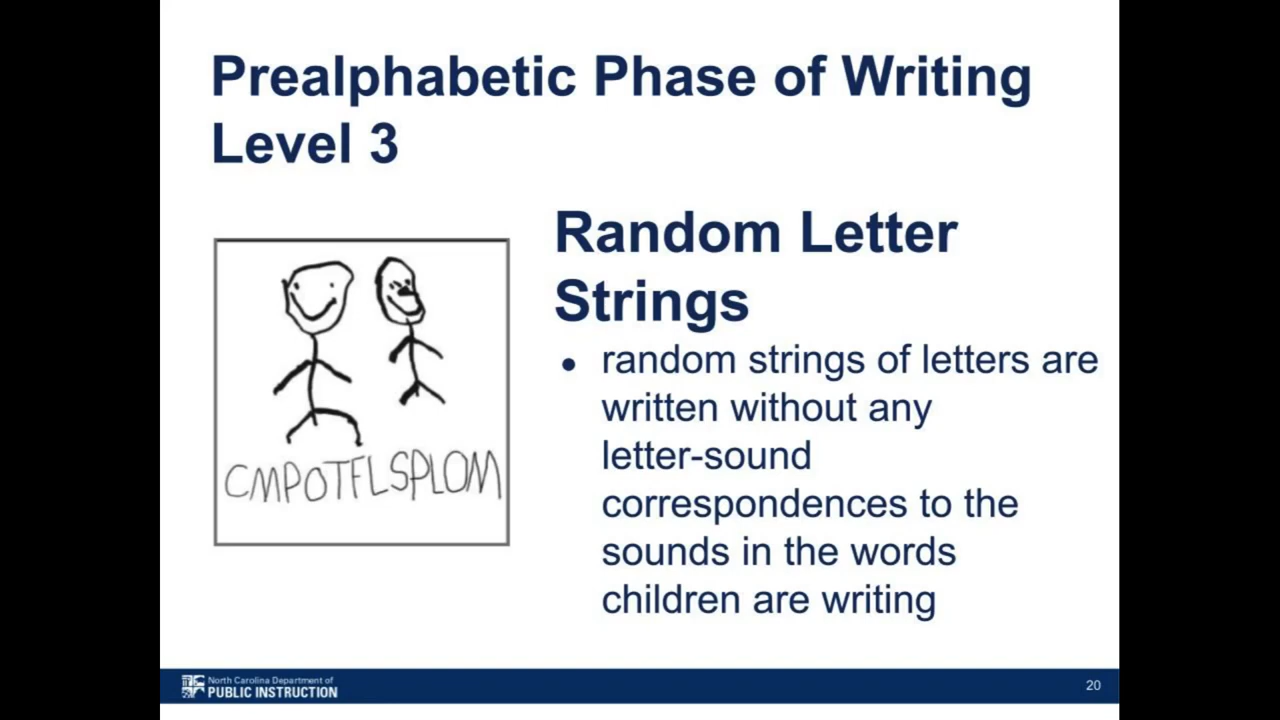 Prealphabetic Phase of Writing
Level 3
CMPOTFLSPLOM
Random Letter
Strings
• random strings of letters are
written without any
letter-sound
correspondences to the
sounds in the words
children are writing
North Carolina Department of
PUBLIC INSTRUCTION
20